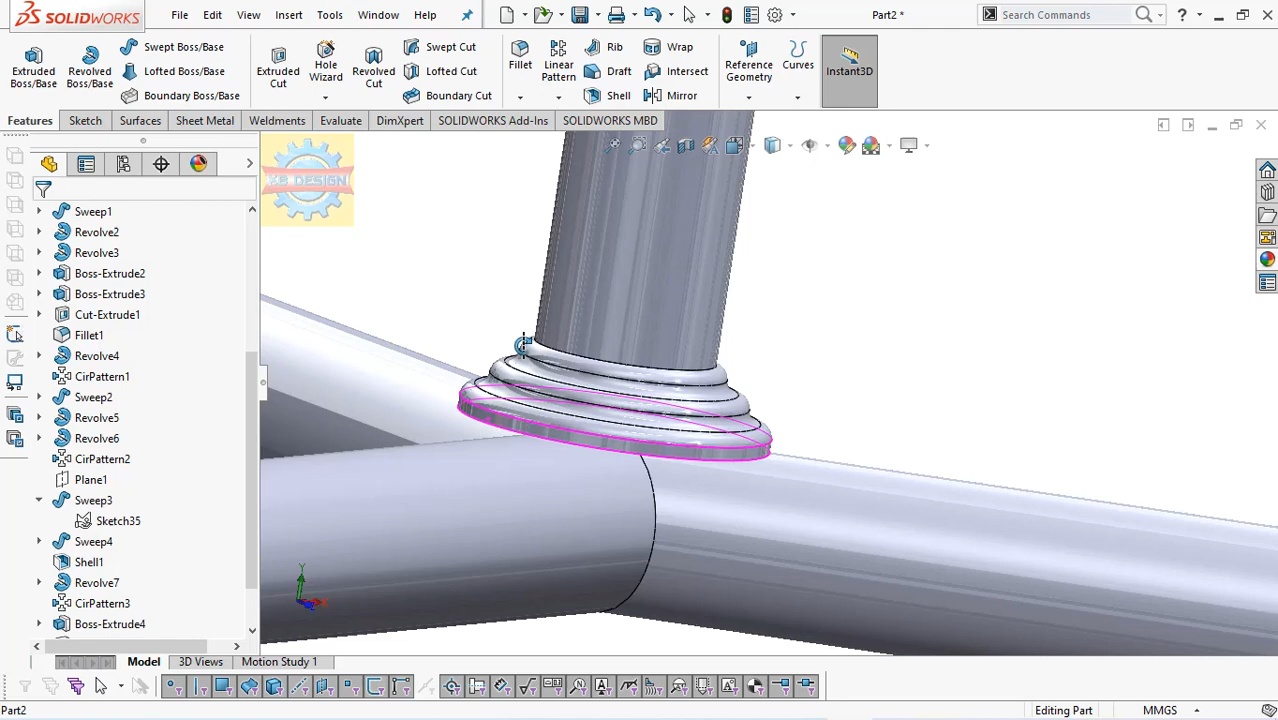 SOLIDWORKS
File Edit View Insert Tools Window Help
Part2 *
Search Commands
Extruded Boss/Base
Revolved Boss/Base
Swept Boss/Base
Lofted Boss/Base
Boundary Boss/Base
Extruded Cut
Hole Wizard
Revolved Cut
Swept Cut
Lofted Cut
Boundary Cut
Fillet
Linear Pattern
Rib
Draft
Shell
Wrap
Intersect
Mirror
Reference Geometry
Curves
Instant3D
Features Sketch Surfaces Sheet Metal Weldments Evaluate DimXpert SOLIDWORKS Add-Ins SOLIDWORKS MBD
KB DESIGN
Sweep1
Revolve2
Revolve3
Boss-Extrude2
Boss-Extrude3
Cut-Extrude1
Fillet1
Revolve4
CirPattern1
Sweep2
Revolve5
Revolve6
CirPattern2
Plane1
Sweep3
Sketch35
Sweep4
Shell1
Revolve7
CirPattern3
Boss-Extrude4
Y
X
Model 3D Views Motion Study 1
Part2 Editing Part MMGS